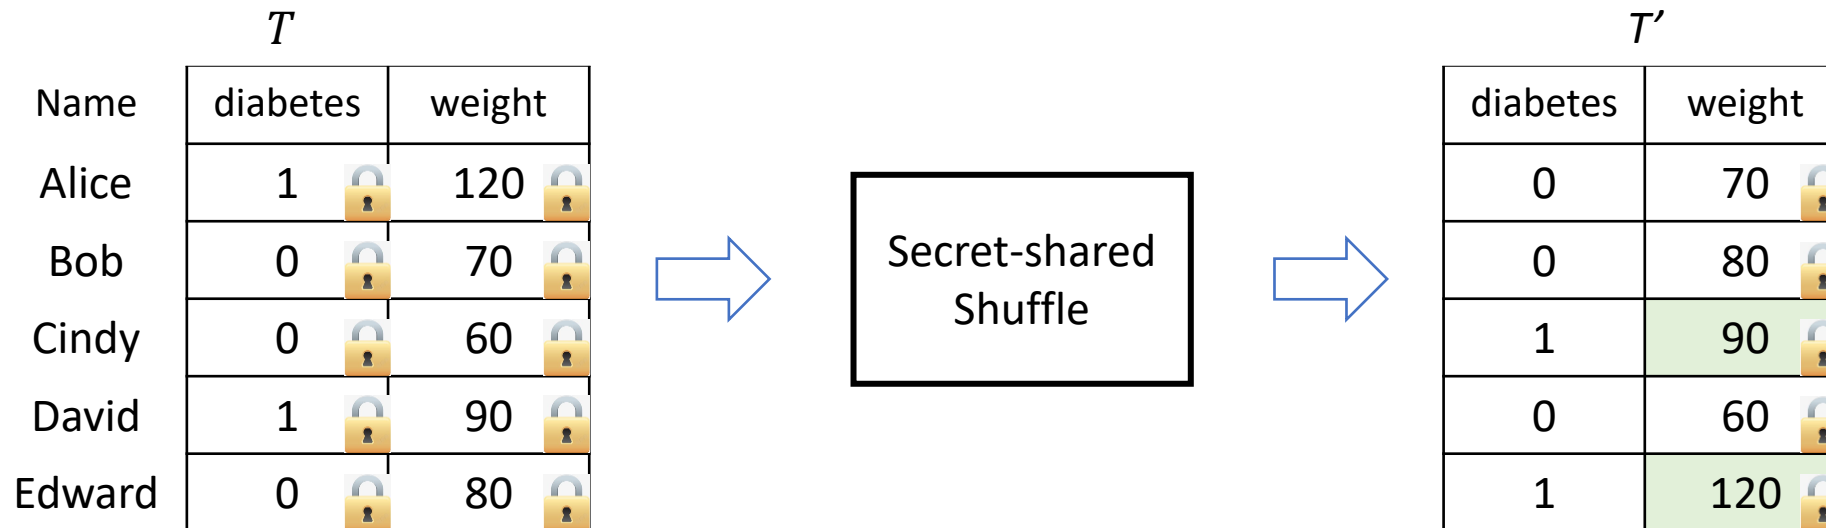 T T’
Name diabetes weight diabetes weight
Alice 1 120 0 70
Bob 0 70 Secret-shared 0 80
Cindy 0 60 Shuffle 1 90
David 1 90 0 60
Edward 0 80 1 120